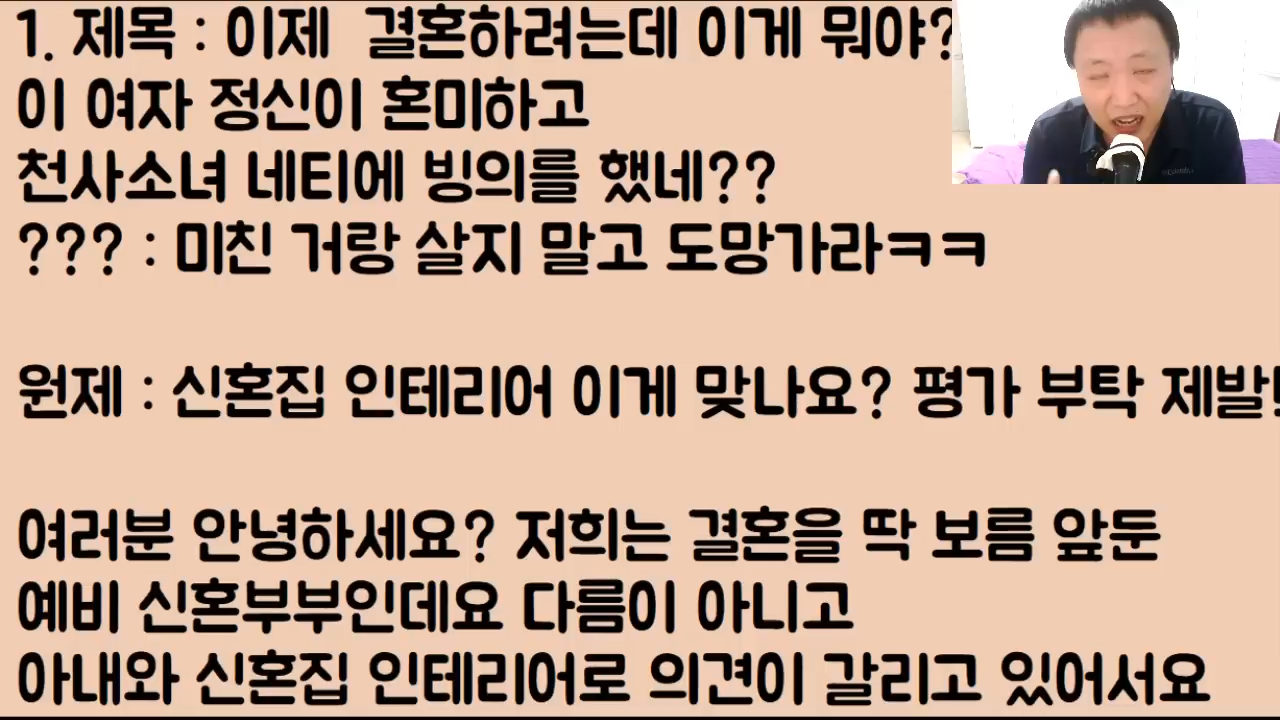 1. 제목 : 이제 결혼하려는데 이게 뭐야?
이 여자 정신이 혼미하고
천사소녀 네티에 빙의를 했네??
??? : 미친 거랑 살지 말고 도망가라ㅋㅋ
원제 : 신혼집 인테리어 이게 맞나요? 평가 부탁 제발!
여러분 안녕하세요? 저희는 결혼을 딱 보름 앞둔
예비 신혼부부인데요 다름이 아니고
아내와 신혼집 인테리어로 의견이 갈리고 있어서요
Columbia